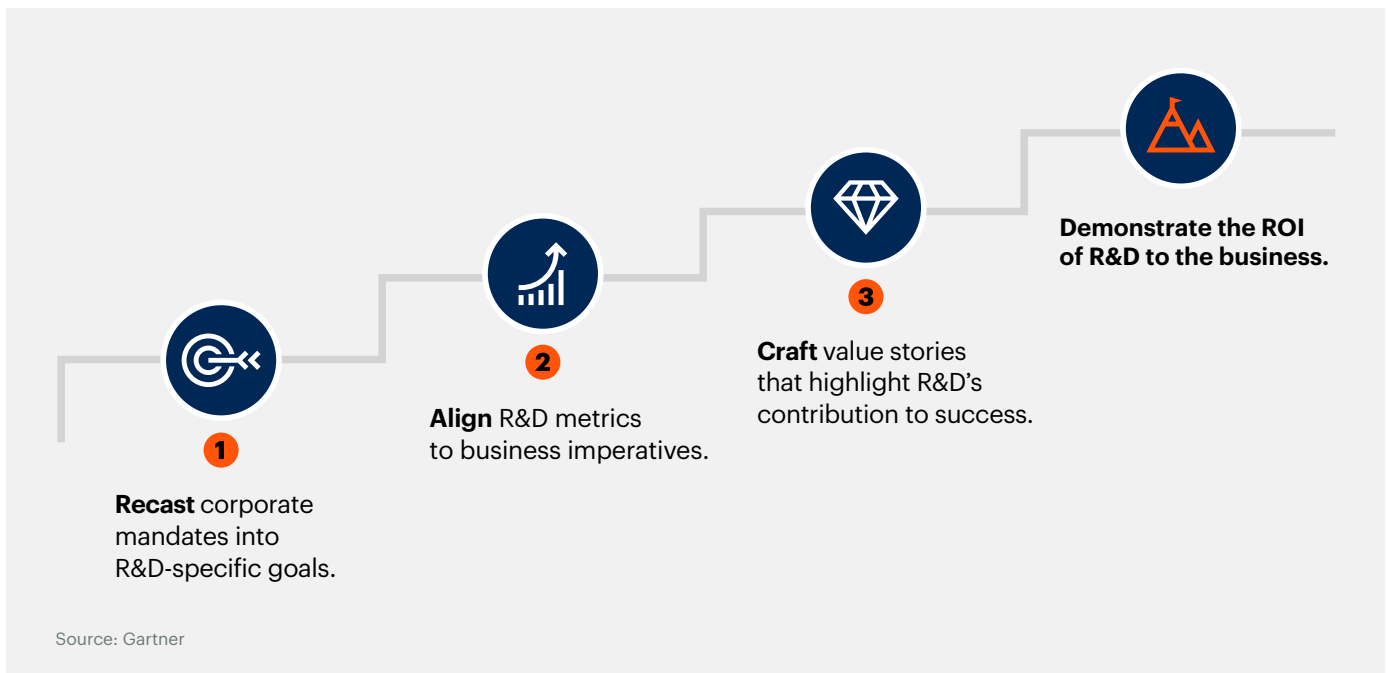 1
Recast corporate
mandates into
R&D-specific goals.
2
Align R&D metrics
to business imperatives.
3
Craft value stories
that highlight R&D’s
contribution to success.
Demonstrate the ROI
of R&D to the business.
Source: Gartner